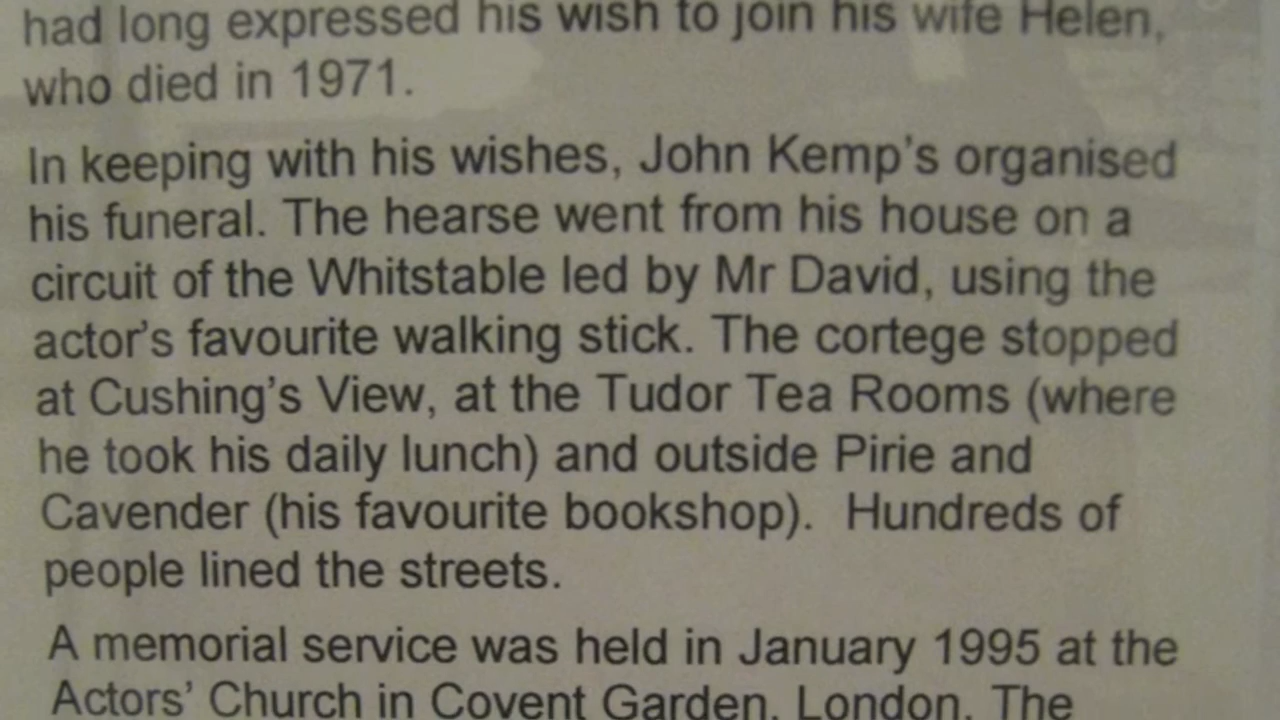 had long expressed his wish to join his wife Helen,
who died in 1971.
In keeping with his wishes, John Kemp's organised
his funeral. The hearse went from his house on a
circuit of the Whitstable led by Mr David, using the
actor's favourite walking stick. The cortege stopped
at Cushing's View, at the Tudor Tea Rooms (where
he took his daily lunch) and outside Pirie and
Cavender (his favourite bookshop).  Hundreds of
people lined the streets.
A memorial service was held in January 1995 at the
Actors' Church in Covent Garden, London. The